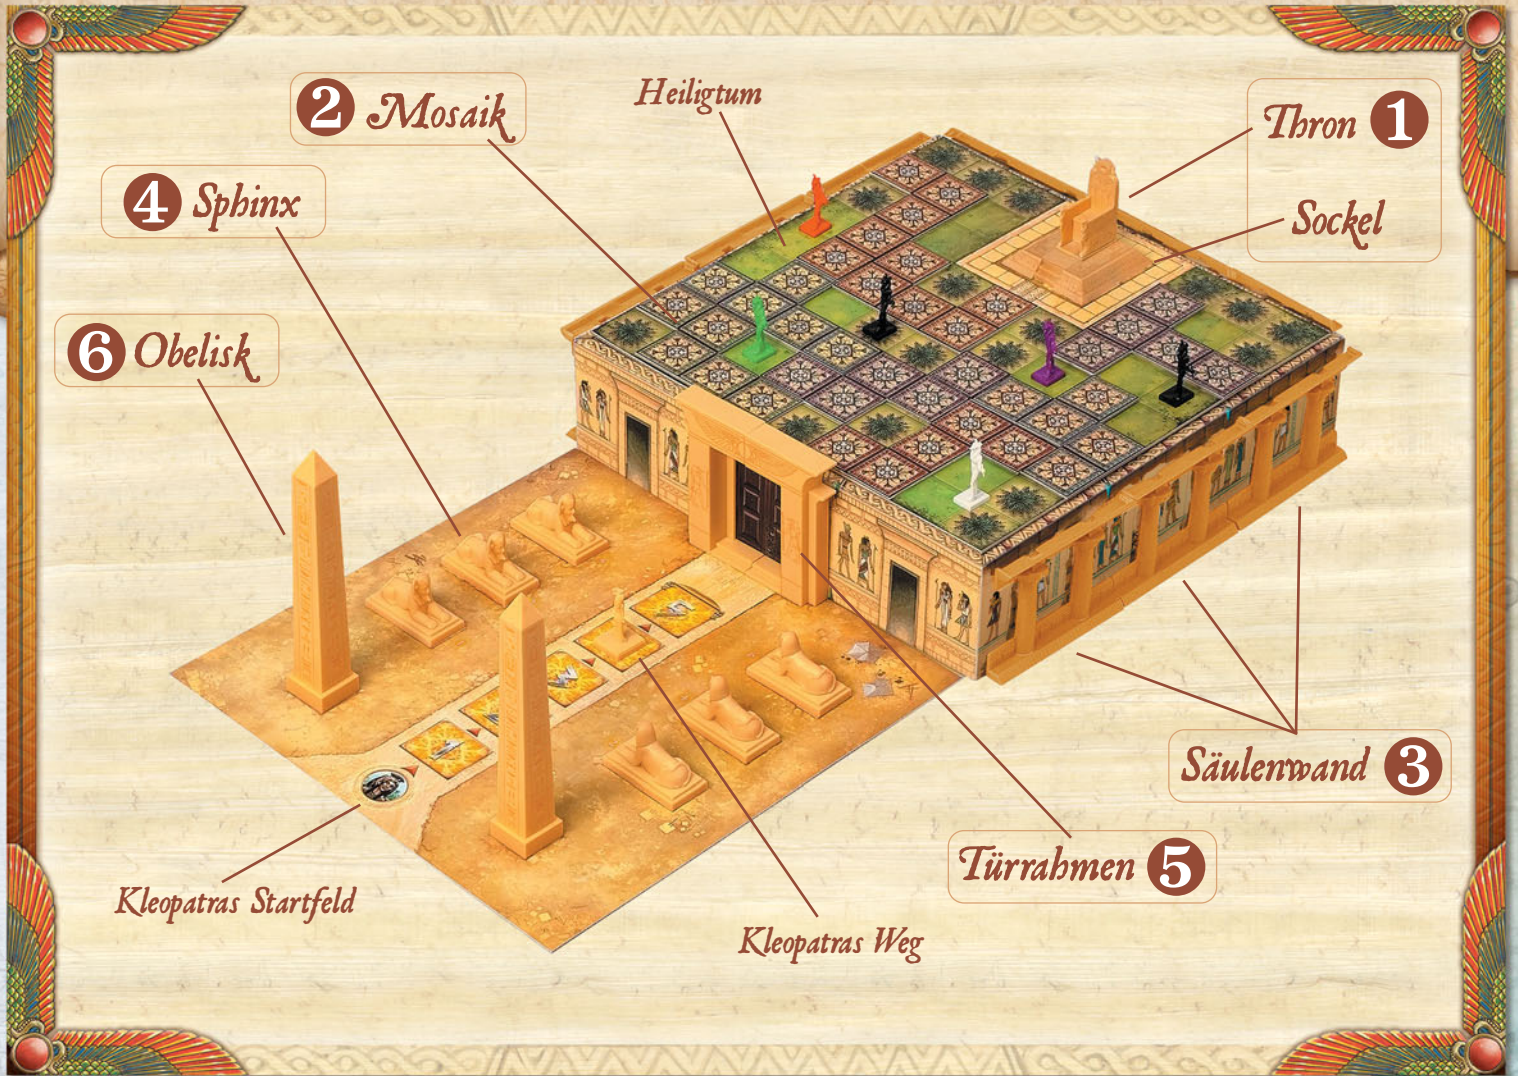 2 Mosaik
Heiligtum
Thron 1
4 Sphinx
Sockel
6 Obelisk
Säulenwand 3
Türrahmen 5
Kleopatras Startfeld
Kleopatras Weg